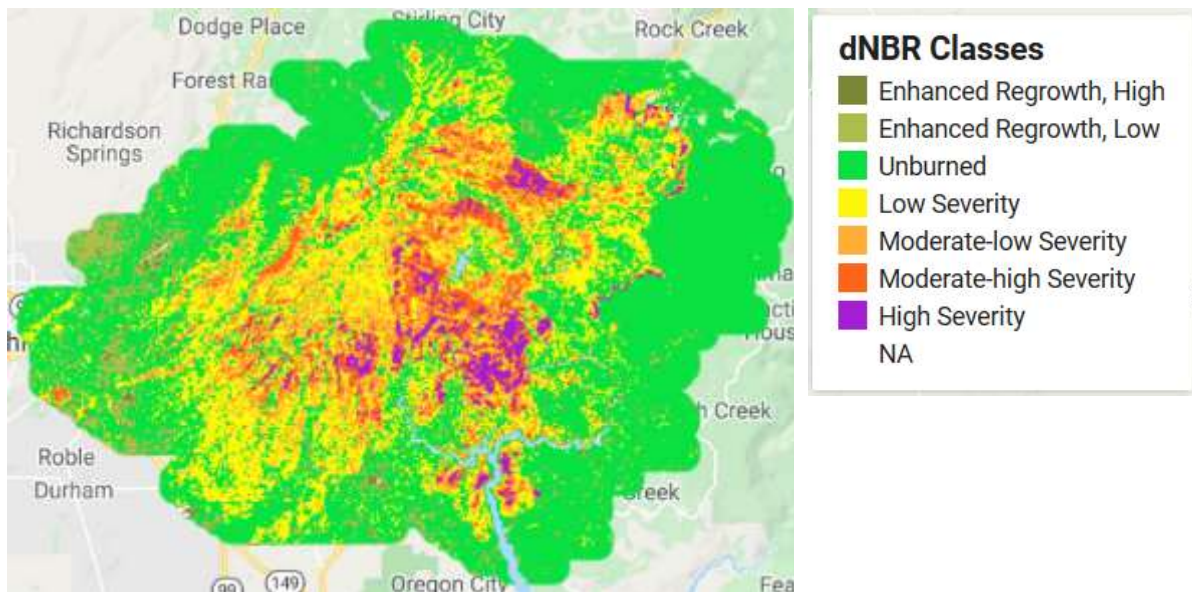 Dodge Place
Stirling City
Rock Creek
Forest Ra
Richardson
Springs
Roble
Durham
Creek
Oregon City
99
149
Fea
dNBR Classes
Enhanced Regrowth, High
Enhanced Regrowth, Low
Unburned
Low Severity
Moderate-low Severity
Moderate-high Severity
High Severity
NA